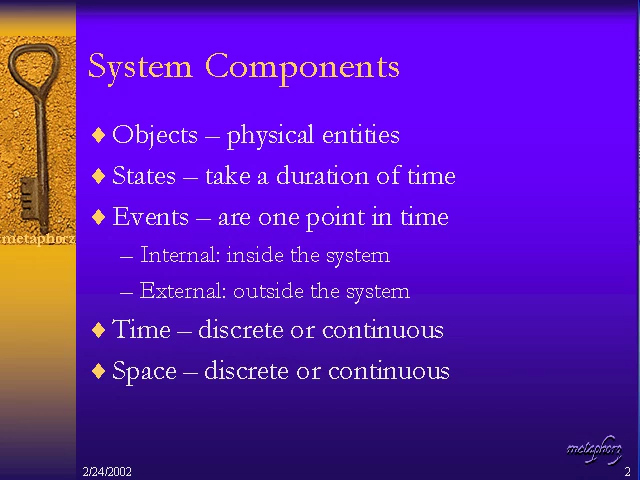 System Components
♦ Objects – physical entities
♦ States – take a duration of time
♦ Events – are one point in time
– Internal: inside the system
– External: outside the system
♦ Time – discrete or continuous
♦ Space – discrete or continuous
metaphorz
metaphorz
2/24/2002
2